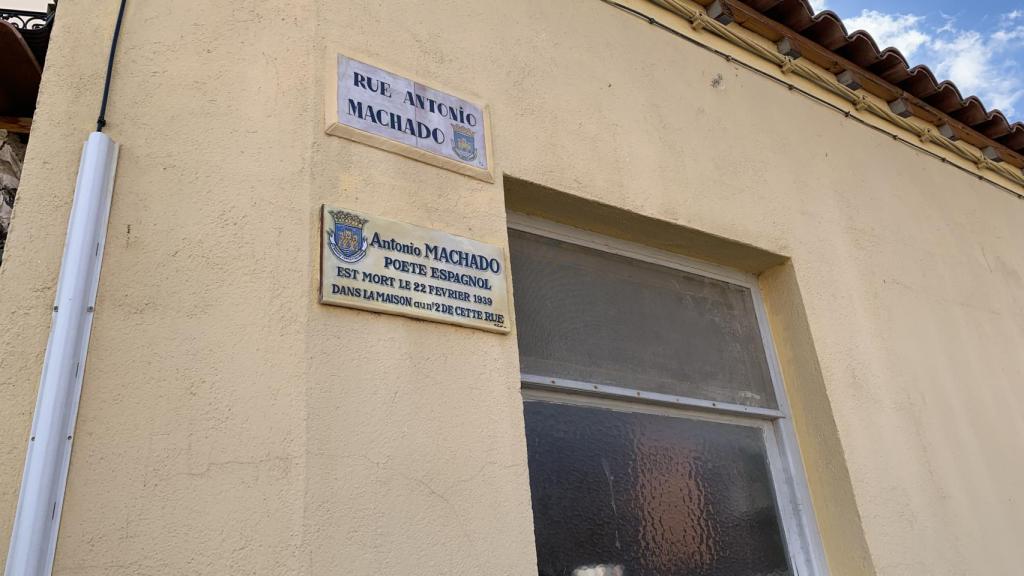 RUE ANTONIO
MACHADO
Antonio MACHADO
POETE ESPAGNOL
EST MORT LE 22 FEVRIER 1939
DANS LA MAISON au n°2 DE CETTE RUE